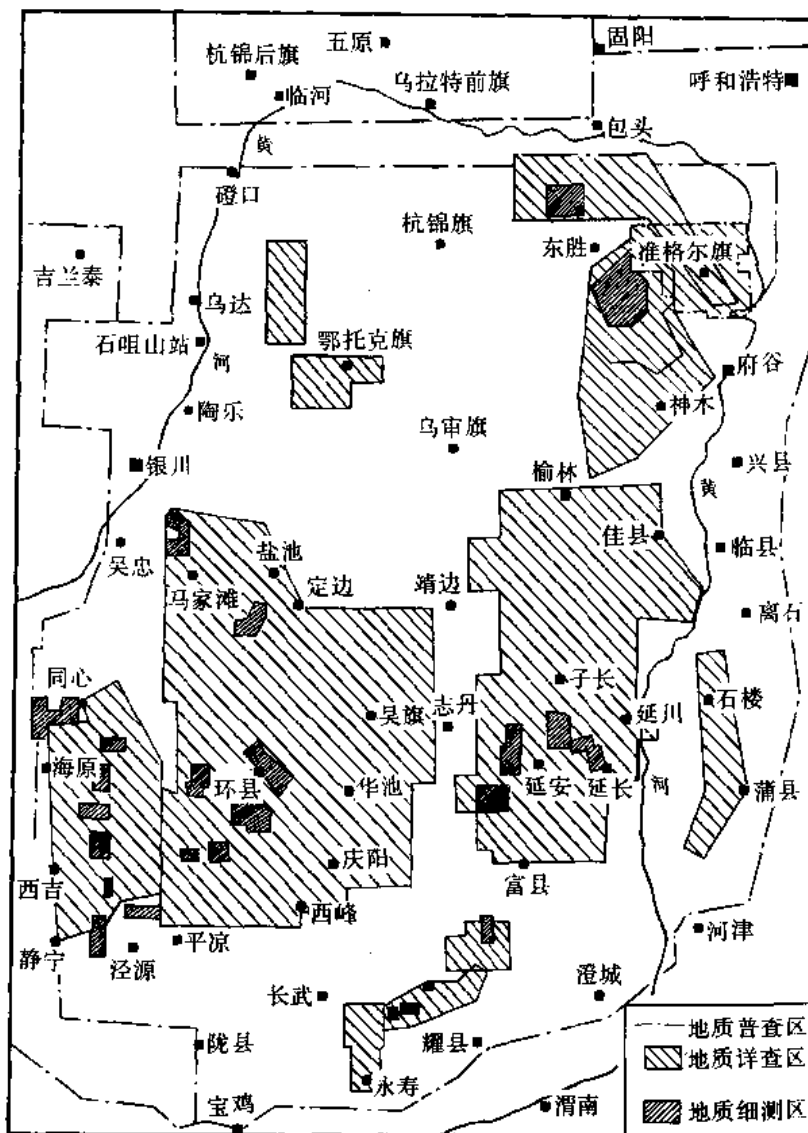 五原
固阳
杭锦后旗
呼和浩特
临河
乌拉特前旗
包头
黄
磴口
杭锦旗
东胜
准格尔旗
吉兰泰
乌达
石咀山站
河
鄂托克旗
府谷
陶乐
神木
乌审旗
银川
榆林
黄
兴县
吴忠
盐池
佳县
临县
马家滩
定边
靖边
离石
同心
子长
石楼
吴旗
志丹
延川
海原
环县
华池
延安
延长
河
蒲县
庆阳
西吉
富县
西峰
静宁
泾源
平凉
河津
长武
澄城
陇县
耀县
永寿
宝鸡
渭南
地质普查区
地质详查区
地质细测区